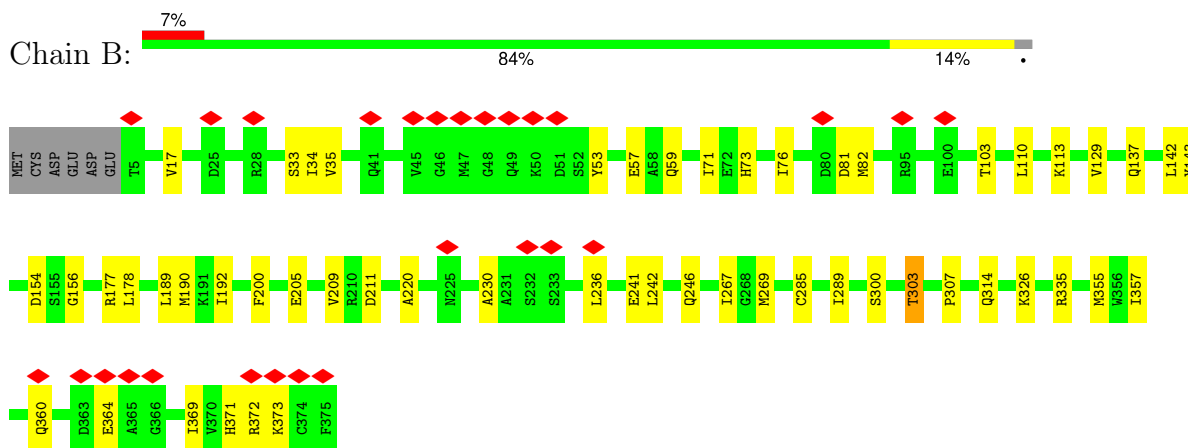 7%
Chain B:
84% 14% •
MET CYS ASP GLU ASP GLU T5 V17 D25 R28 S33 I34 V35 Q41 V45 G46 M47 G48 Q49 K50 D51 S52 Y53 E57 A58 Q59 I71 E72 H73 I76 D80 D81 M82 R95 E100 T103 L110 K113 V129 Q137 L142 Y143
D154 S155 G156 R177 L178 L189 M190 K191 I192 F200 E205 V209 R210 D211 A220 N225 A230 A231 S232 S233 L236 E241 L242 Q246 I267 G268 M269 C285 I289 S300 T303 P307 Q314 K326 R335 M355 W356 I357
Q360 D363 E364 A365 G366 I369 V370 H371 R372 K373 C374 F375